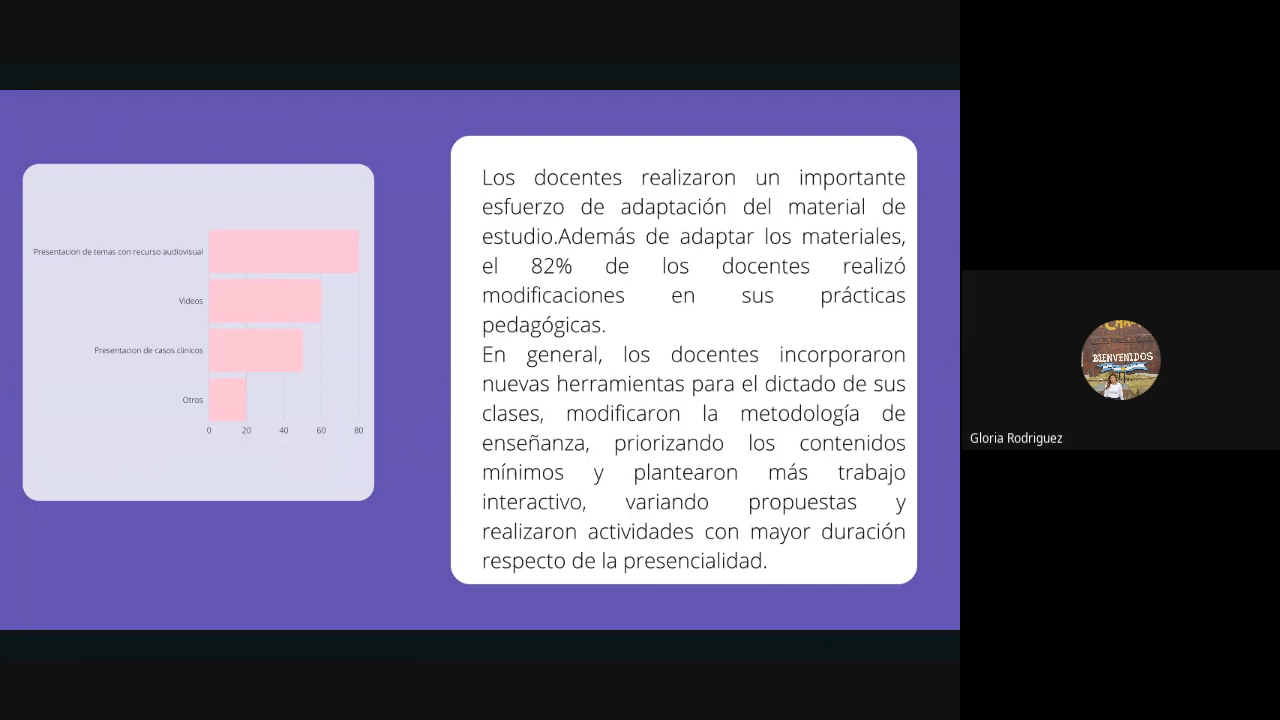 Presentacion de temas con recurso audiovisual
Videos
Presentacion de casos clinicos
Otros
0 20 40 60 80
Los docentes realizaron un importante
esfuerzo de adaptación del material de
estudio.Además de adaptar los materiales,
el 82% de los docentes realizó
modificaciones en sus prácticas
pedagógicas.
En general, los docentes incorporaron
nuevas herramientas para el dictado de sus
clases, modificaron la metodología de
enseñanza, priorizando los contenidos
mínimos y plantearon más trabajo
interactivo, variando propuestas y
realizaron actividades con mayor duración
respecto de la presencialidad.
BIENVENIDOS
Gloria Rodriguez